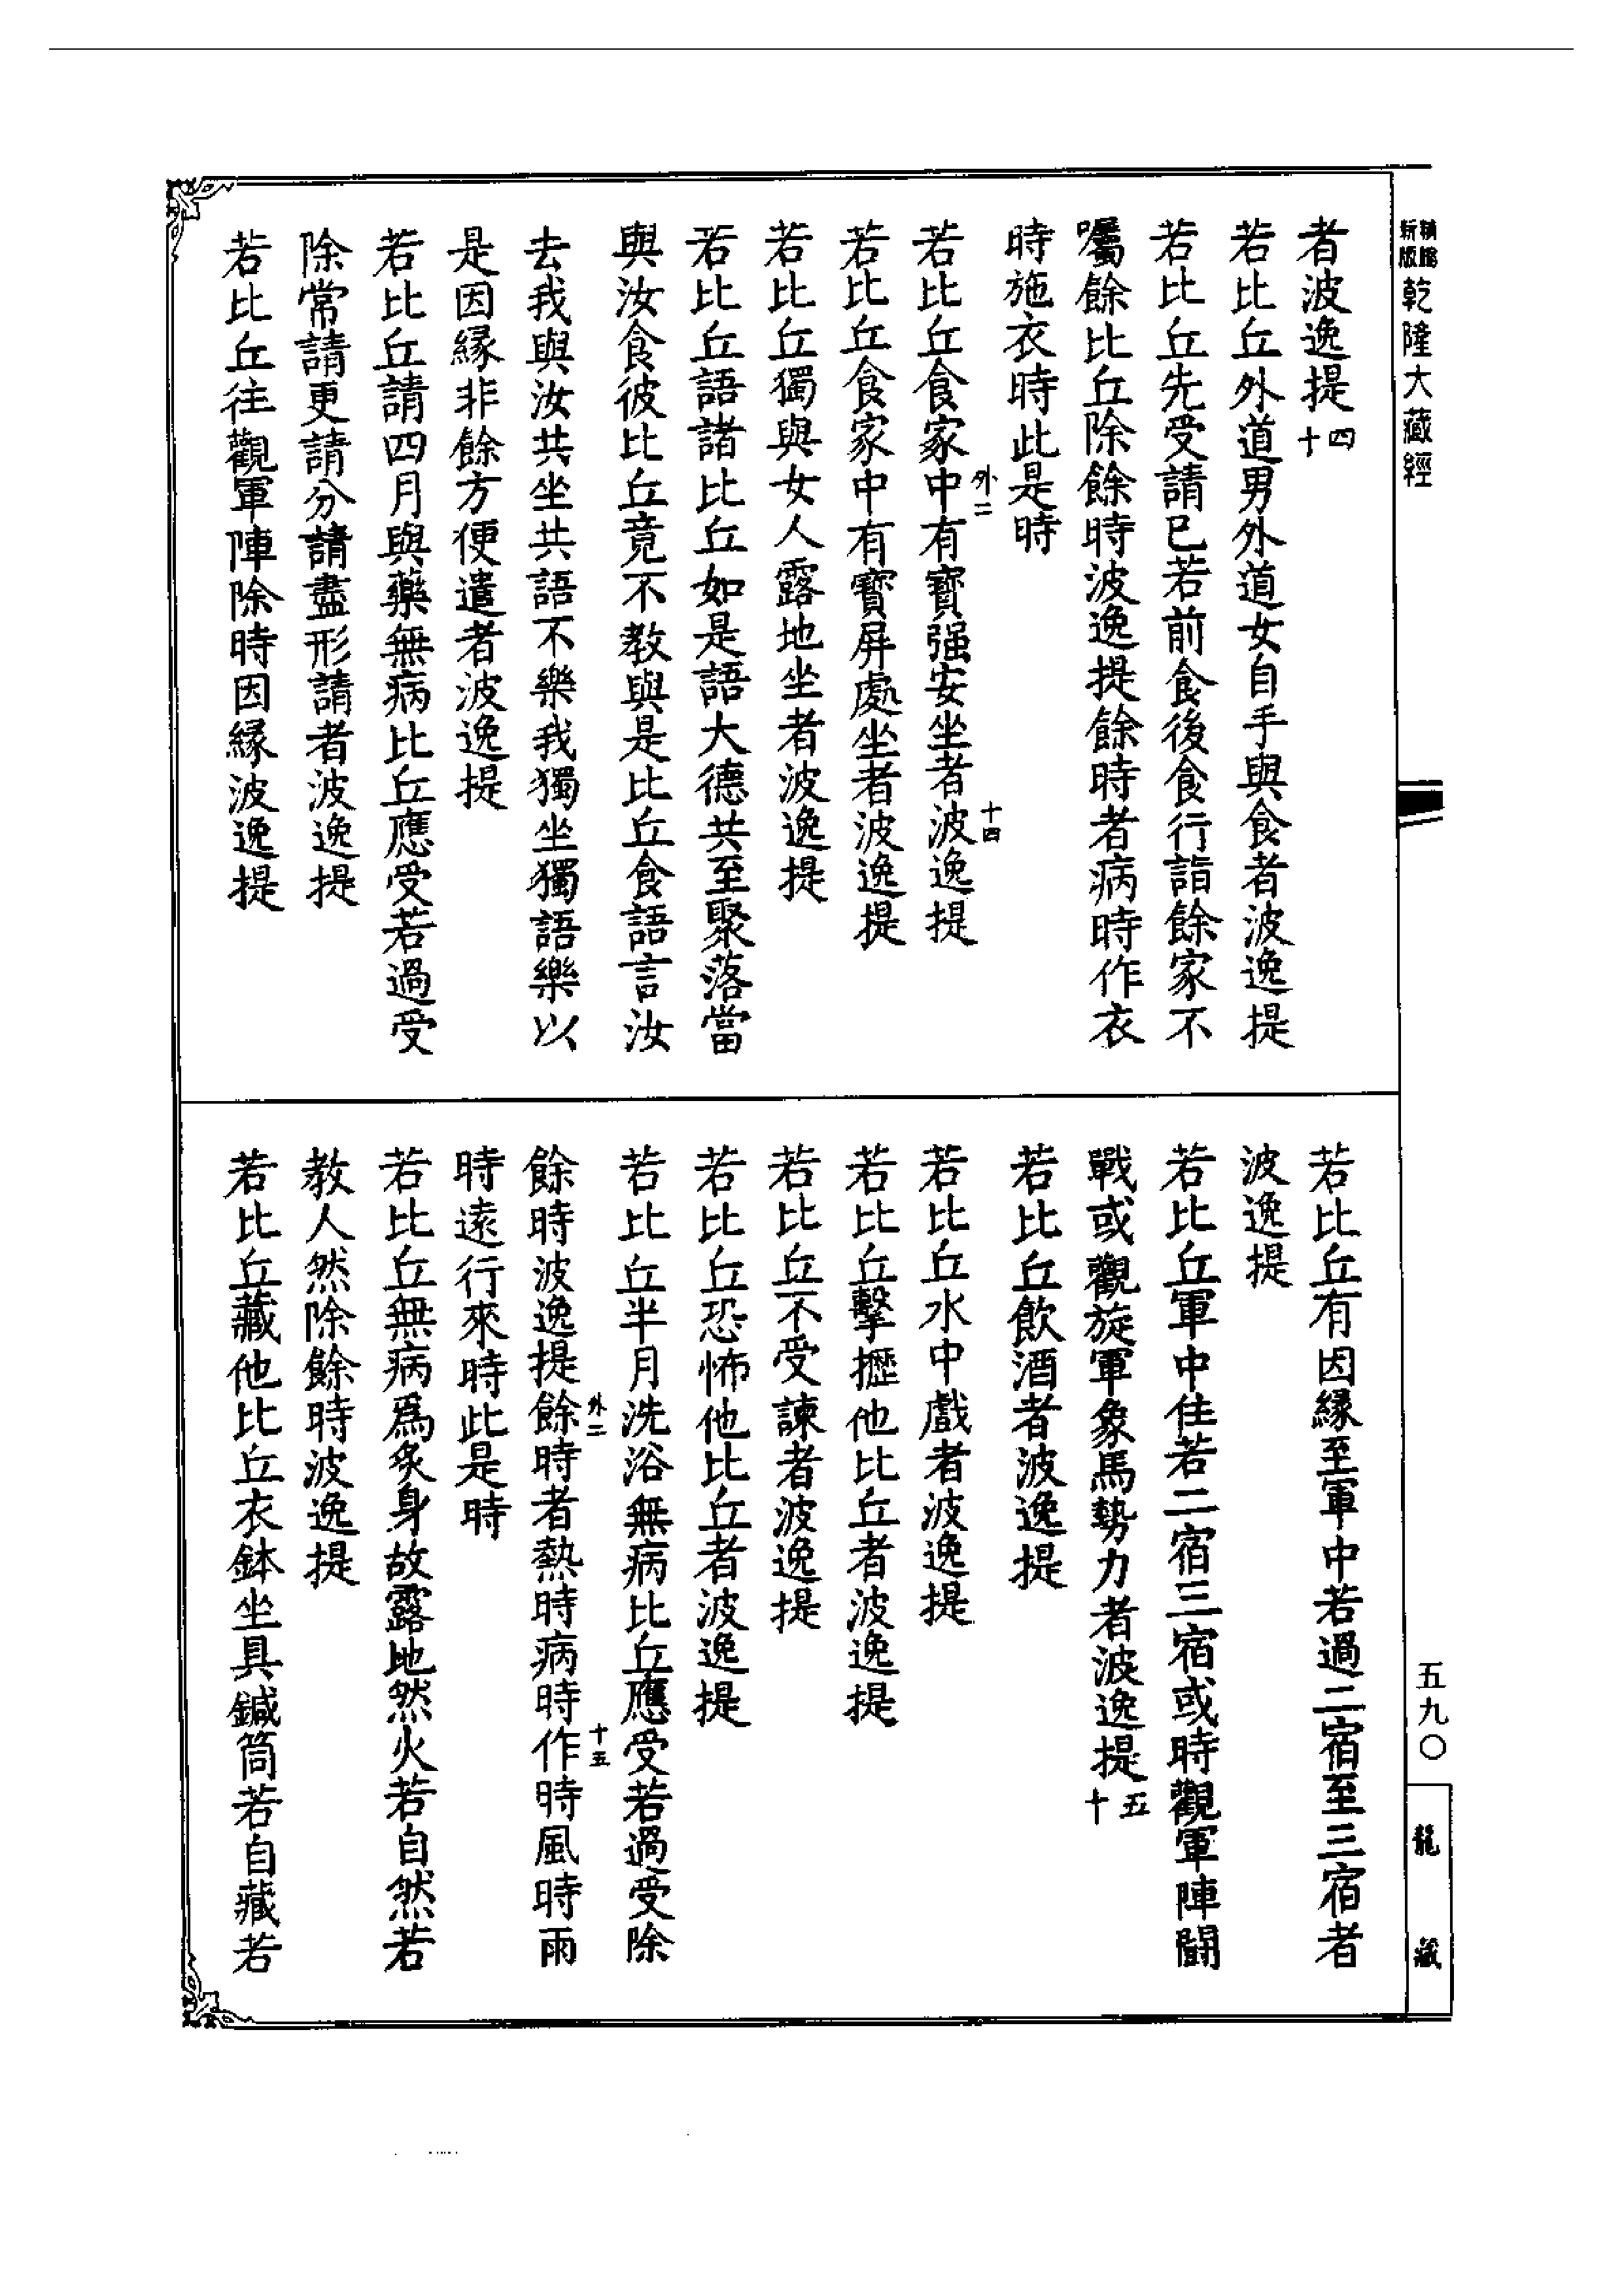 精縮新版乾隆大藏經
五九〇
龍藏
者波逸提四十
若比丘外道男外道女自手與食者波逸提
若比丘先受請已若前食後食行詣餘家不
囑餘比丘除餘時波逸提餘時者病時作衣
時施衣時此是時
外二
十四
若比丘食家中有寶强安坐者波逸提
若比丘食家中有寶屏處坐者波逸提
若比丘獨與女人露地坐者波逸提
若比丘語諸比丘如是語大德共至聚落當
與汝食彼比丘竟不教與是比丘食語言汝
去我與汝共坐共語不樂我獨坐獨語樂以
是因緣非餘方便遣者波逸提
若比丘請四月與藥無病比丘應受若過受
除常請更請分請盡形請者波逸提
若比丘往觀軍陣除時因緣波逸提
若比丘有因緣至軍中若過二宿至三宿者
波逸提
若比丘軍中住若二宿三宿或時觀軍陣鬪
戰或觀旋軍象馬勢力者波逸提五十
若比丘飲酒者波逸提
若比丘水中戲者波逸提
若比丘擊攊他比丘者波逸提
若比丘不受諫者波逸提
若比丘恐怖他比丘者波逸提
若比丘半月洗浴無病比丘應受若過受除
外二
十五
餘時波逸提餘時者熱時病時作時風時雨
時遠行來時此是時
若比丘無病爲炙身故露地然火若自然若
教人然除餘時波逸提
若比丘藏他比丘衣鉢坐具鍼筒若自藏若